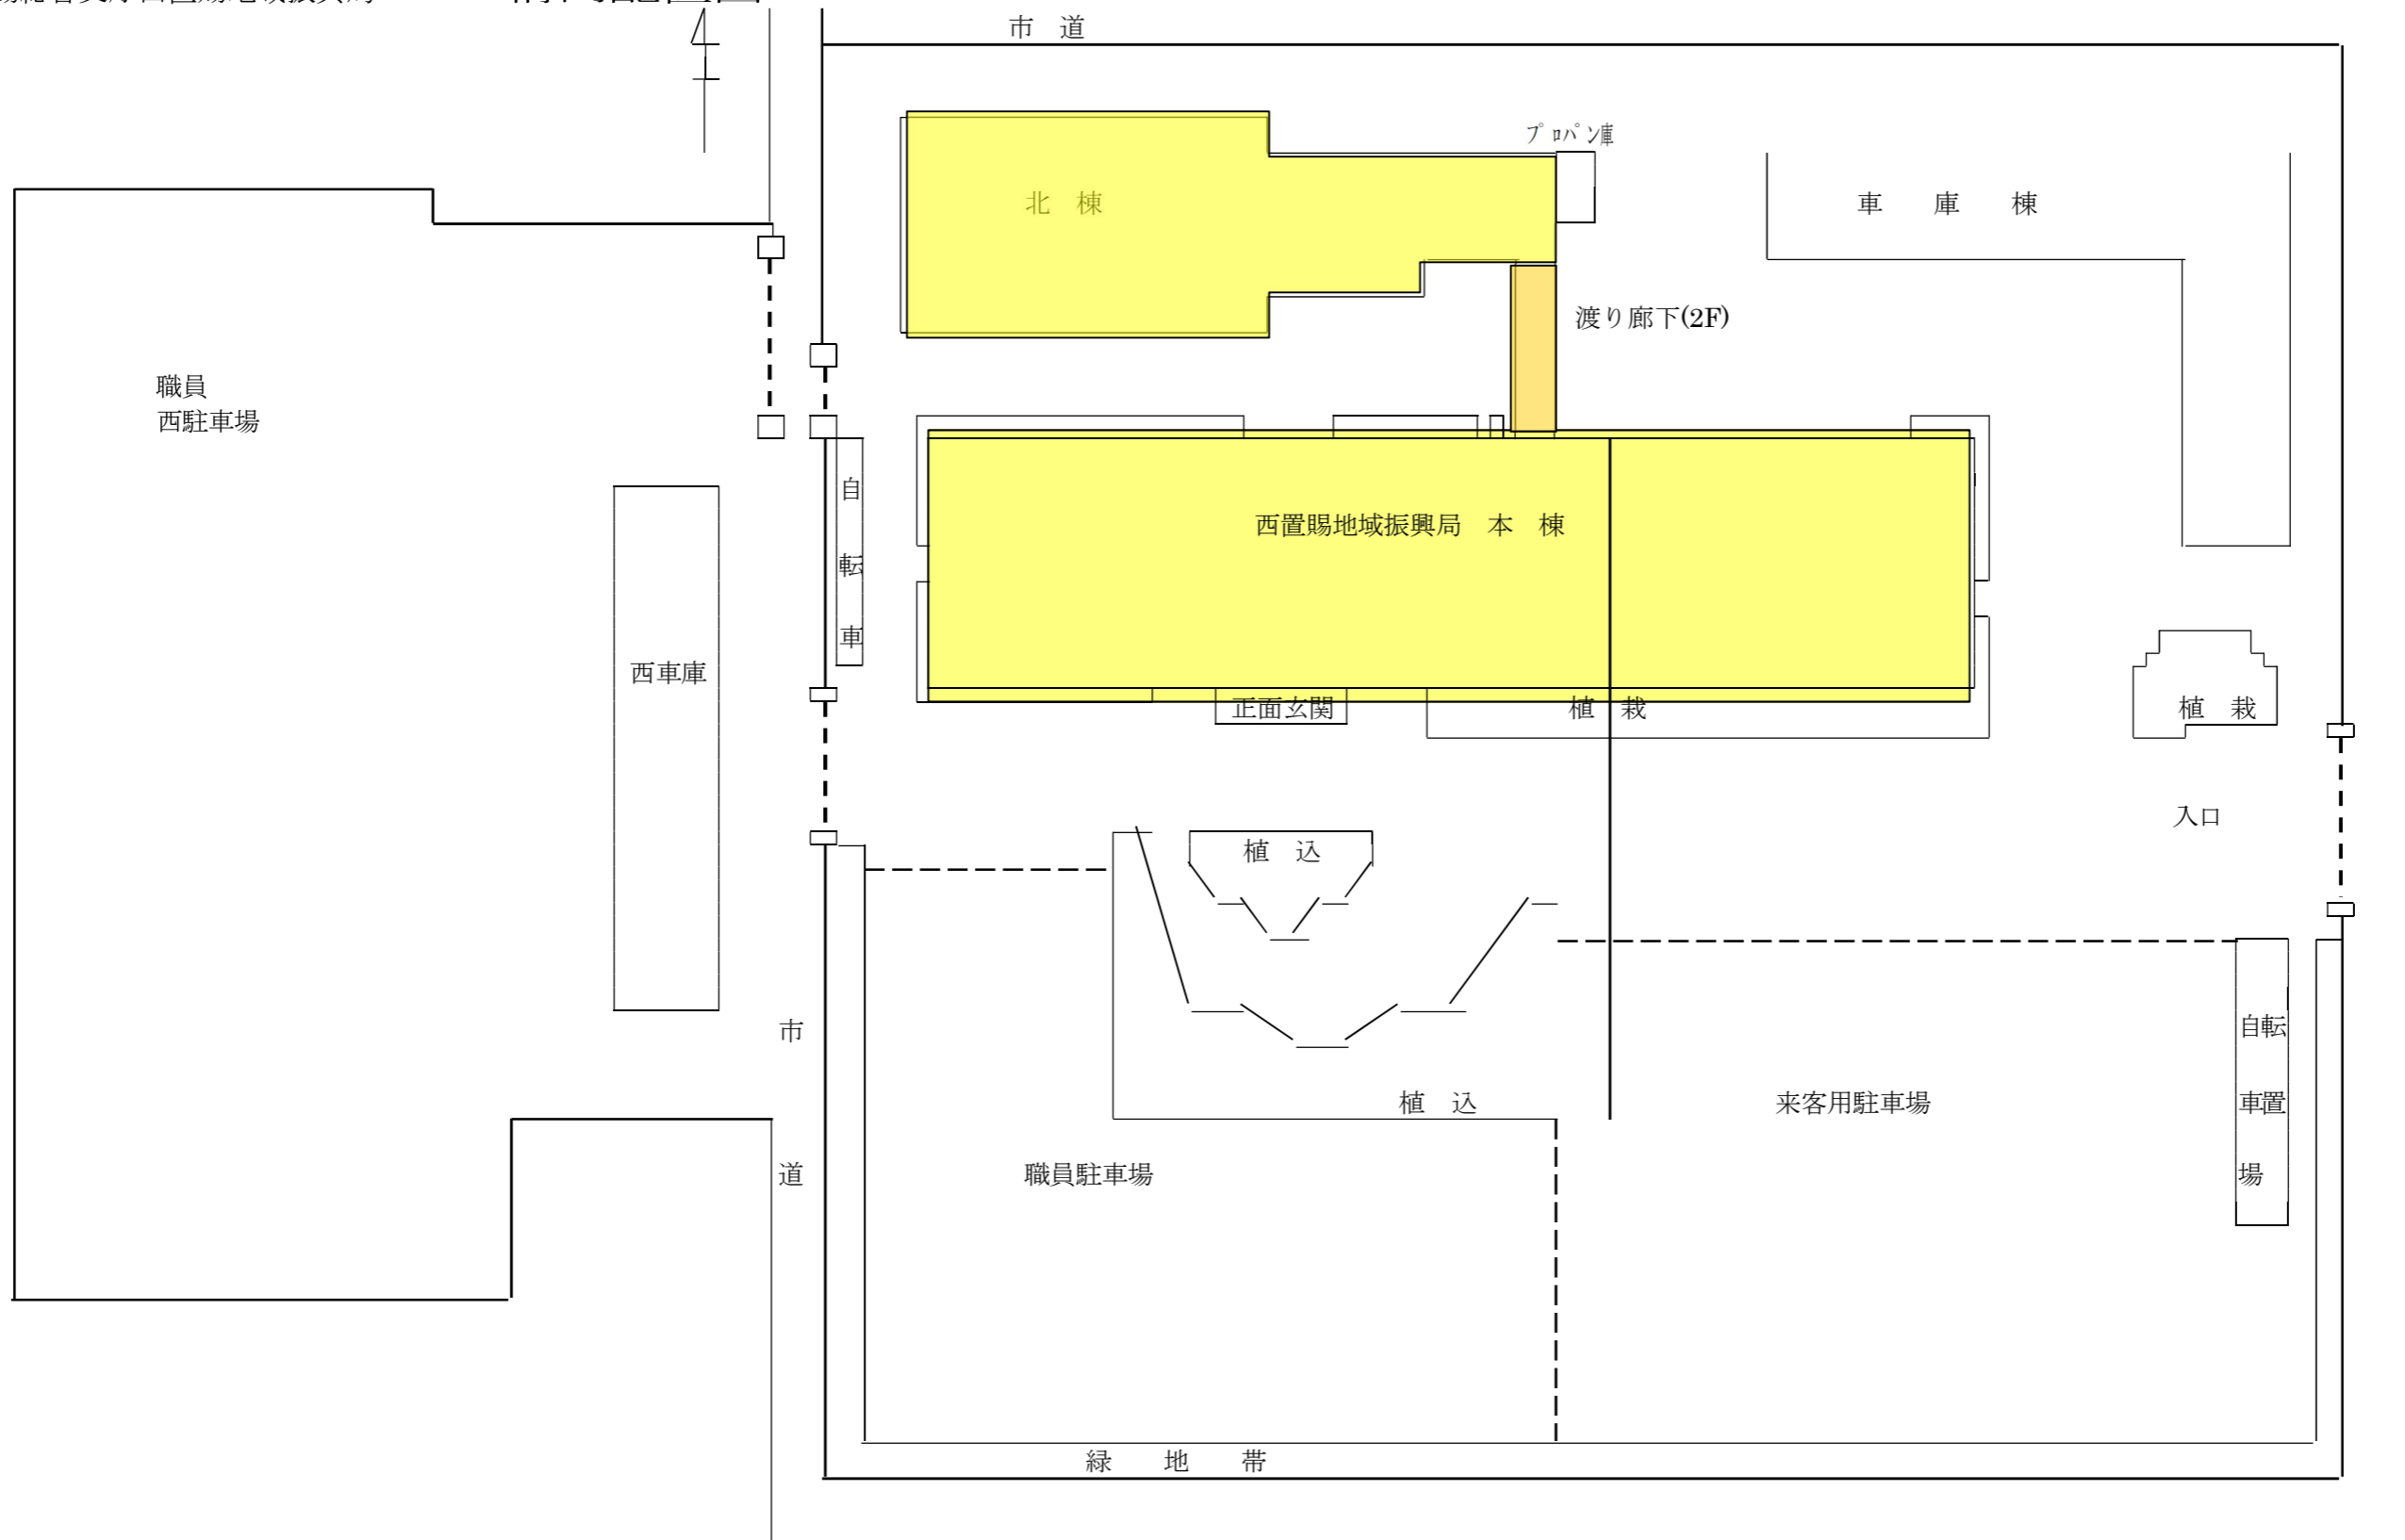 市 道
プロパン庫
北 棟
車 庫 棟
渡り廊下(2F)
職員
西駐車場
自転車
西置賜地域振興局 本 棟
西車庫
正面玄関
植 栽
植 栽
入口
植 込
市道
自転
車置
場
植 込
来客用駐車場
職員駐車場
緑 地 帯